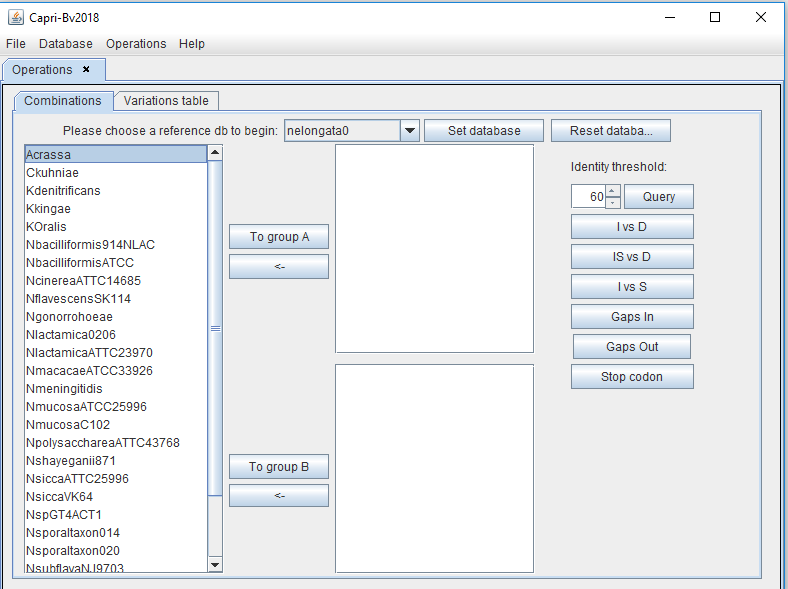 Capri-Bv2018
File Database Operations Help
Operations ×
Combinations Variations table
Please choose a reference db to begin: nelongata0 Set database Reset databa...
Acrassa
Ckuhniae
Kdenitrificans
Kkingae
KOralis
Nbacilliformis914NLAC
NbacilliformisATCC
NcinereaATTC14685
NflavescensSK114
Ngonorrohoeae
Nlactamica0206
NlactamicaATTC23970
NmacacaeATCC33926
Nmeningitidis
NmucosaATCC25996
NmucosaC102
NpolysacchareaATTC43768
Nshayeganii871
NsiccaATTC25996
NsiccaVK64
NspGT4ACT1
Nsporaltaxon014
Nsporaltaxon020
NsubflavaNJ9703
To group A
<-
To group B
<-
Identity threshold:
60 Query
I vs D
IS vs D
I vs S
Gaps In
Gaps Out
Stop codon